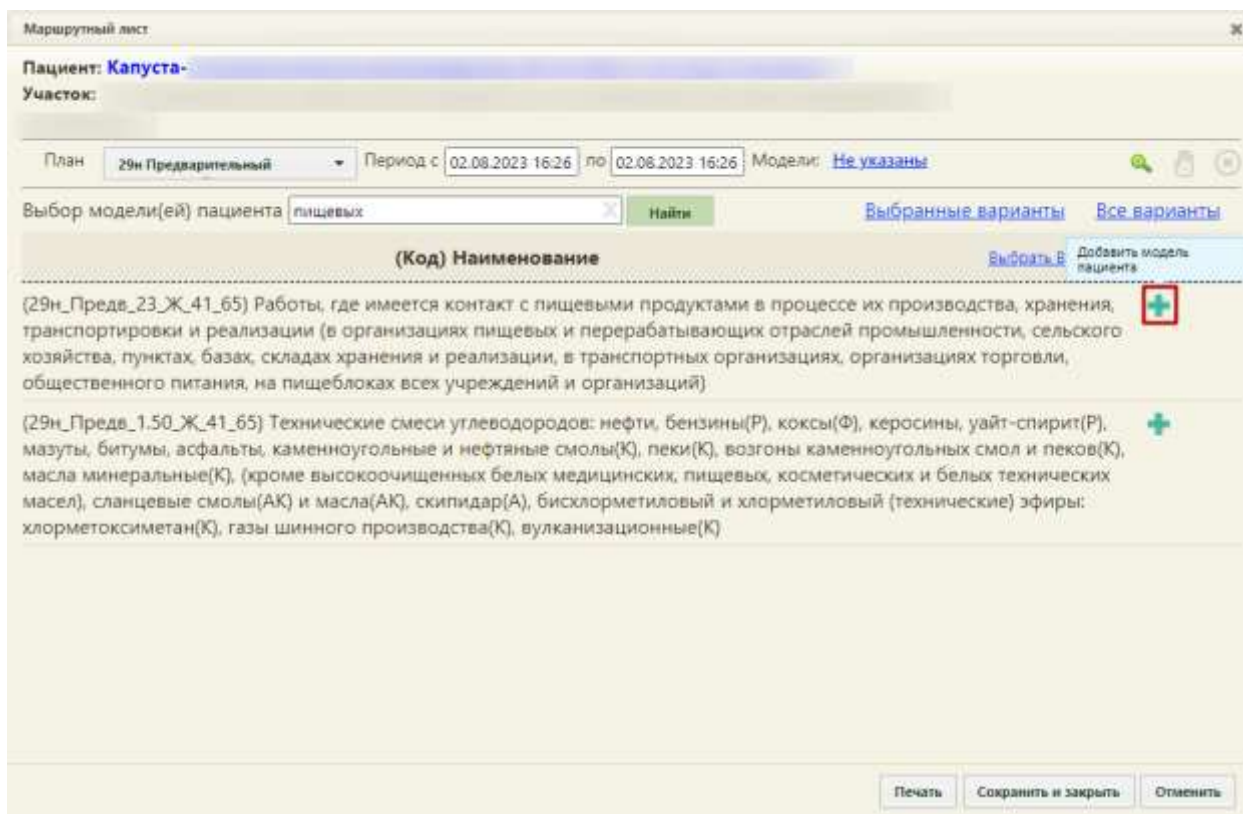 Маршрутный лист
Пациент: Капуста-
Участок:
План 29н Предварительный Период с 02.08.2023 16:26 по 02.08.2023 16:26 Модели: Не указаны
Выбор модели(ей) пациента пищевых X Найти Выбранные варианты Все варианты
(Код) Наименование Выбрать В
Добавить модель
пациента
(29н_Предв_23_Ж_41_65) Работы, где имеется контакт с пищевыми продуктами в процессе их производства, хранения,
транспортировки и реализации (в организациях пищевых и перерабатывающих отраслей промышленности, сельского
хозяйства, пунктах, базах, складах хранения и реализации, в транспортных организациях, организациях торговли,
общественного питания, на пищеблоках всех учреждений и организаций)
(29н_Предв_1.50_Ж_41_65) Технические смеси углеводородов: нефти, бензины(Р), коксы(Ф), керосины, уайт-спирит(Р),
мазуты, битумы, асфальты, каменноугольные и нефтяные смолы(К), пеки(К), возгоны каменноугольных смол и пеков(К),
масла минеральные(К), (кроме высокоочищенных белых медицинских, пищевых, косметических и белых технических
масел), сланцевые смолы(АК) и масла(АК), скипидар(А), бисхлорметиловый и хлорметиловый (технические) эфиры:
хлорметоксиметан(К), газы шинного производства(К), вулканизационные(К)
Печать Сохранить и закрыть Отменить